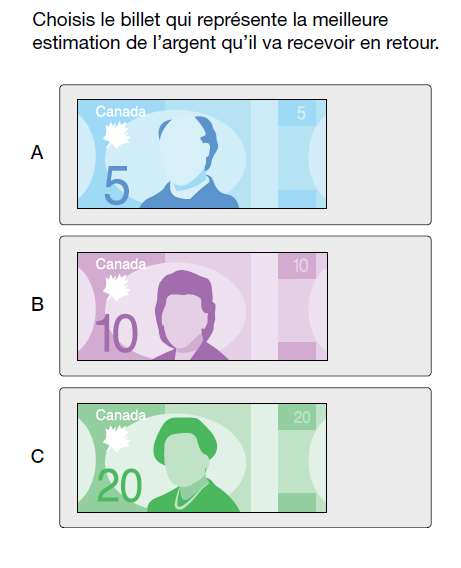 Choisis le billet qui représente la meilleure
estimation de l'argent qu'il va recevoir en retour.
A
Canada
5
5
B
Canada
10
10
C
Canada
20
20